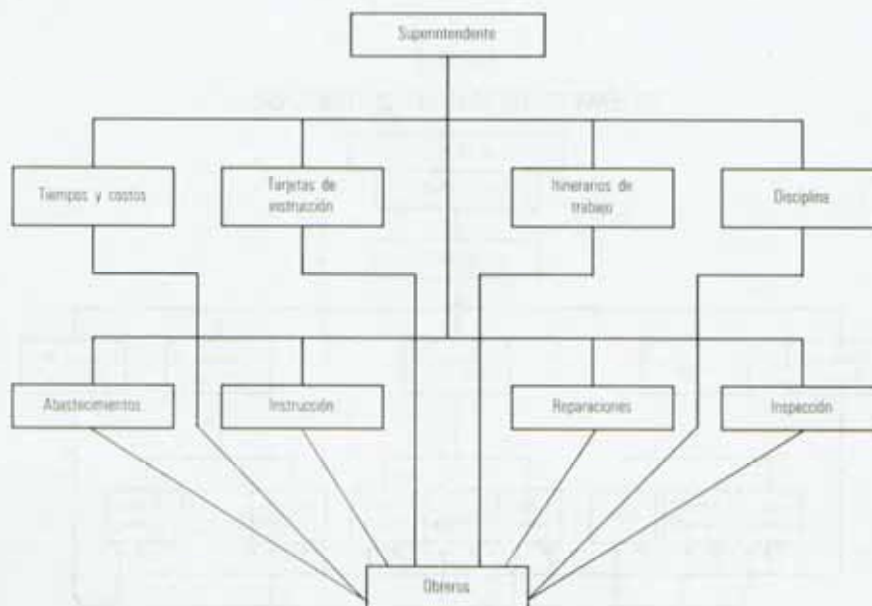 Superintendente
Tiempos y costos
Tarjetas de
instrucción
Itinerarios de
trabajo
Disciplina
Abastecimientos
Instrucción
Reparaciones
Inspección
Obreros